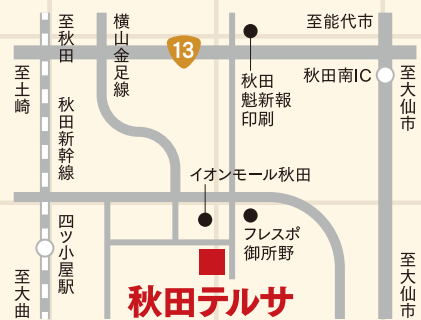 至秋田
横山金足線
至能代市
13
秋田
魁新報
印刷
秋田南IC
至土崎
至大仙市
秋田新幹線
イオンモール秋田
四ツ小屋駅
フレスポ
御所野
至大仙市
至大曲
秋田テルサ